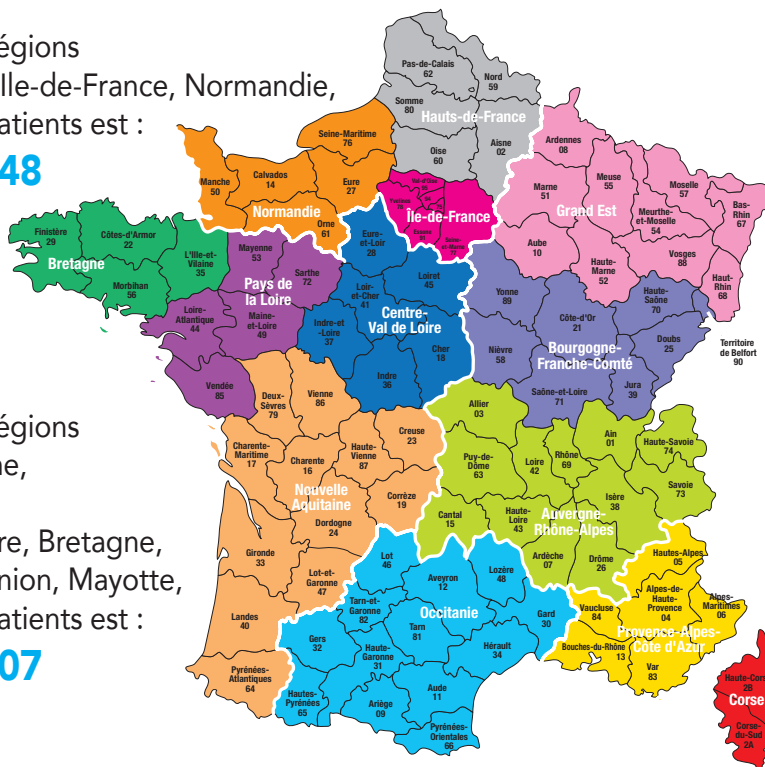 égions
Ile-de-France, Normandie,
atients est :
48
égions
ne,
re, Bretagne,
nion, Mayotte,
atients est :
07
Pas-de-Calais
62
Nord
59
Somme
80
Hauts-de-France
Oise
60
Aisne
02
Seine-Maritime
76
Calvados
14
Eure
27
Manche
50
Normandie
Orne
61
Val-d'Oise
95
Yvelines
78
Essonne
91
Seine-
et-Marne
77
Île-de-France
Ardennes
08
Marne
51
Meuse
55
Moselle
57
Bas-
Rhin
67
Grand Est
Meurthe-
et-Moselle
54
Aube
10
Haute-
Marne
52
Vosges
88
Haut-
Rhin
68
Finistère
29
Côtes-d'Armor
22
L'Ille-et-
Vilaine
35
Bretagne
Morbihan
56
Mayenne
53
Sarthe
72
Pays de
la Loire
Loire-
Atlantique
44
Maine-
et-Loire
49
Vendée
85
Eure-
et-Loir
28
Loiret
45
Loir-
et-Cher
41
Centre-
Val de Loire
Indre-et
-Loire
37
Cher
18
Indre
36
Yonne
89
Côte-d'Or
21
Haute-
Saône
70
Nièvre
58
Bourgogne-
Franche-Comté
Doubs
25
Territoire
de Belfort
90
Saône-et-Loire
71
Jura
39
Deux-
Sèvres
79
Vienne
86
Creuse
23
Charente-
Maritime
17
Charente
16
Haute-
Vienne
87
Nouvelle
Aquitaine
Corrèze
19
Dordogne
24
Gironde
33
Lot-et-
Garonne
47
Landes
40
Pyrénées-
Atlantiques
64
Allier
03
Puy-de-
Dôme
63
Loire
42
Rhône
69
Ain
01
Haute-Savoie
74
Savoie
73
Isère
38
Cantal
15
Haute-
Loire
43
Auvergne-
Rhône-Alpes
Ardèche
07
Drôme
26
Lot
46
Aveyron
12
Lozère
48
Tarn-et-
Garonne
82
Occitanie
Gard
30
Gers
32
Tarn
81
Haute-
Garonne
31
Hérault
34
Hautes-
Pyrénées
65
Ariège
09
Aude
11
Pyrénées-
Orientales
66
Hautes-Alpes
05
Alpes-de-
Haute-
Provence
04
Alpes-
Maritimes
06
Vaucluse
84
Provence-Alpes-
Côte d'Azur
Bouches-du-Rhône
13
Var
83
Haute-Cors
2B
Corse
Corse-
du-Sud
2A